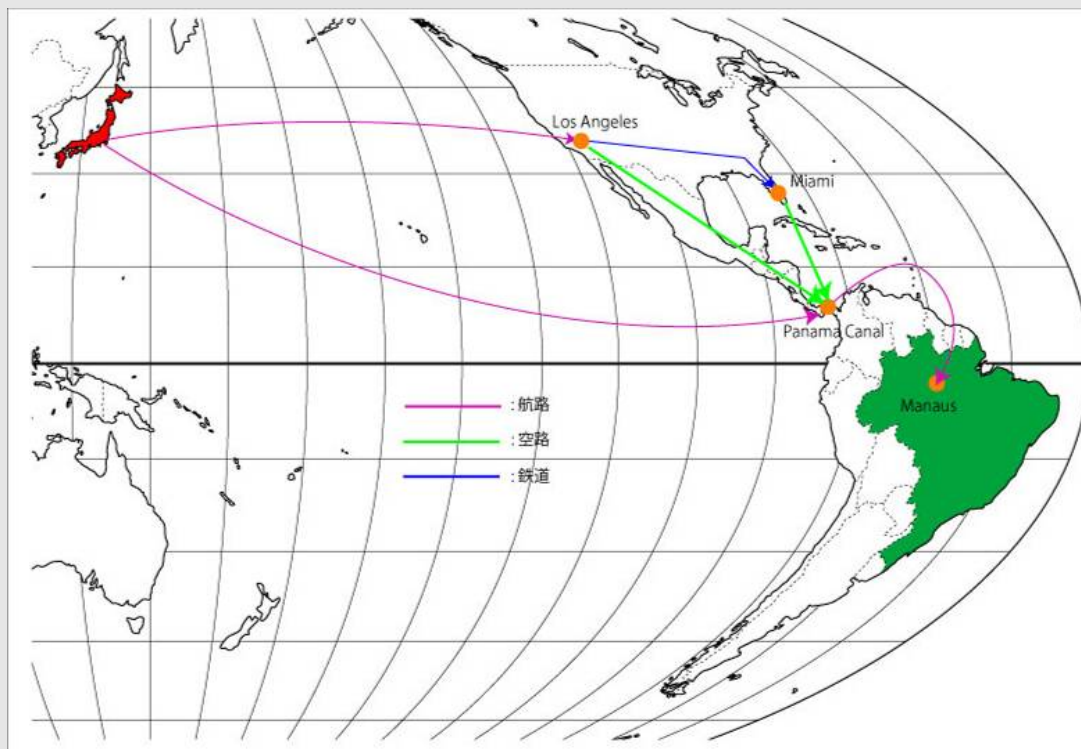 Los Angeles
Miami
Panama Canal
Manaus
: 航路
: 空路
: 鉄道